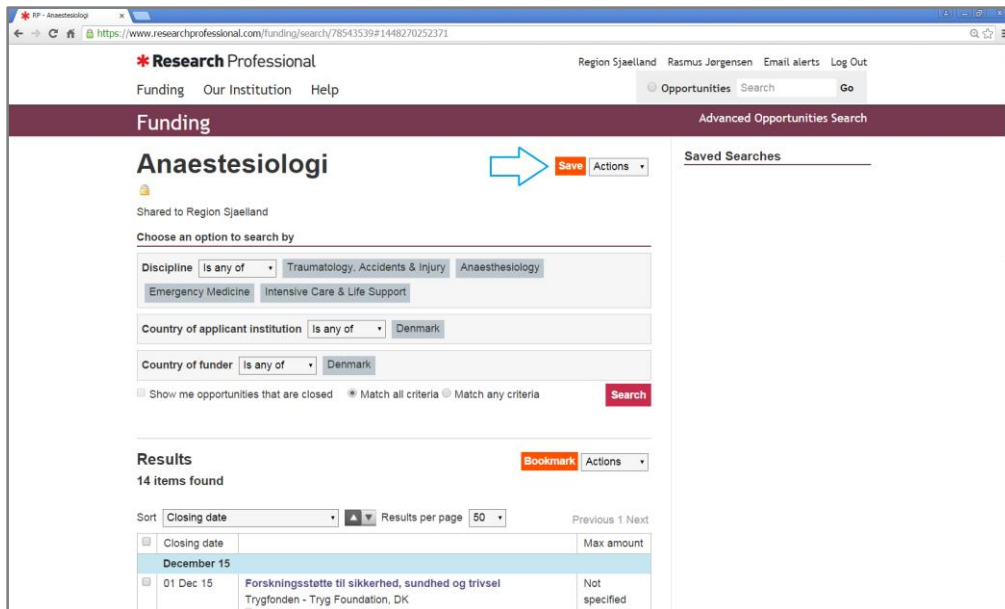 RP - Anaestesiologi
https://www.researchprofessional.com/funding/search/78543539#1448270252371
Research Professional
Region Sjaelland Rasmus Jørgensen Email alerts Log Out
Funding Our Institution Help
Opportunities Search Go
Funding
Advanced Opportunities Search
Anaestesiologi
Save Actions
Saved Searches
Shared to Region Sjaelland
Choose an option to search by
Discipline Is any of Traumatology, Accidents & Injury Anaesthesiology
Emergency Medicine Intensive Care & Life Support
Country of applicant institution Is any of Denmark
Country of funder Is any of Denmark
Show me opportunities that are closed Match all criteria Match any criteria Search
Results
Bookmark Actions
14 items found
Sort Closing date Results per page 50 Previous 1 Next
Closing date Max amount
December 15
01 Dec 15 Forskningsstøtte til sikkerhed, sundhed og trivsel Not
Trygfonden - Tryg Foundation, DK specified